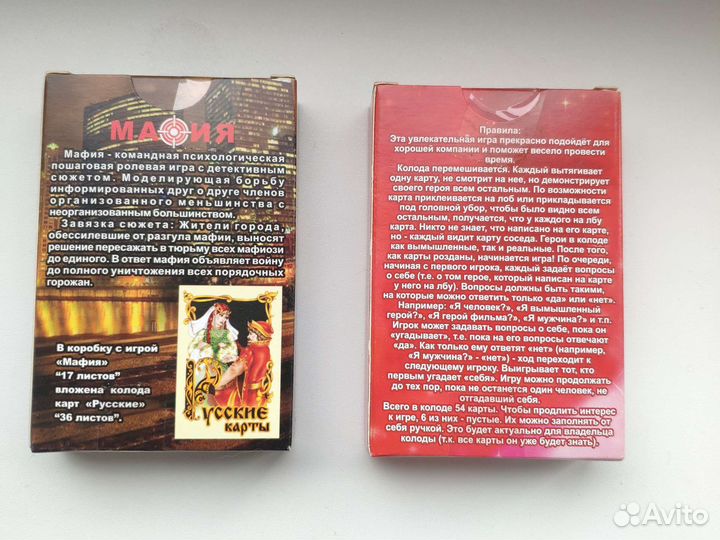 МАФИЯ
Мафия - командная психологическая
пошаговая ролевая игра с детективным
сюжетом. Моделирующая борьбу
информированных друг о друге членов
организованного меньшинства с
неорганизованным большинством.
Завязка сюжета: Жители города,
обессилевшие от разгула мафии, выносят
решение пересажать в тюрьму всех мафиози
до единого. В ответ мафия объявляет войну
до полного уничтожения всех порядочных
горожан.
В коробку с игрой
«Мафия»
"17 листов"
вложена колода
карт «Русские»
"36 листов".
Русские
карты
Правила:
Эта увлекательная игра прекрасно подойдёт для
хорошей компании и поможет весело провести
время.
Колода перемешивается. Каждый вытягивает
одну карту, не смотрит на нее, но демонстрирует
своего героя всем остальным. По возможности
карта приклеивается на лоб или прикладывается
под головной убор, чтобы было видно всем
остальным, получается, что у каждого на лбу
карта. Никто не знает, что написано на его карте,
но - каждый видит карту соседа. Герои в колоде
как вымышленные, так и реальные. После того,
как карты розданы, начинается игра! По очереди,
начиная с первого игрока, каждый задаёт вопросы
о себе (т.е. о том герое, который написан на карте
у него на лбу). Вопросы должны быть такими,
на которые можно ответить только «да» или «нет».
Например: «Я человек?», «Я вымышленный
герой?», «Я герой фильма?», «Я мужчина?» и т.п.
Игрок может задавать вопросы о себе, пока он
«угадывает», т.е. пока на его вопросы отвечают
«да». Как только ему ответят «нет» (например,
«Я мужчина?» - «нет») - ход переходит к
следующему игроку. Выигрывает тот, кто
первым угадает «себя». Игру можно продолжать
до тех пор, пока не останется один человек, не
отгадавший себя.
Всего в колоде 54 карты. Чтобы продлить интерес
к игре, 6 из них - пустые. Их можно заполнять от
себя ручкой. Это будет актуально для владельца
колоды (т.к. все карты он уже будет знать).
Avito